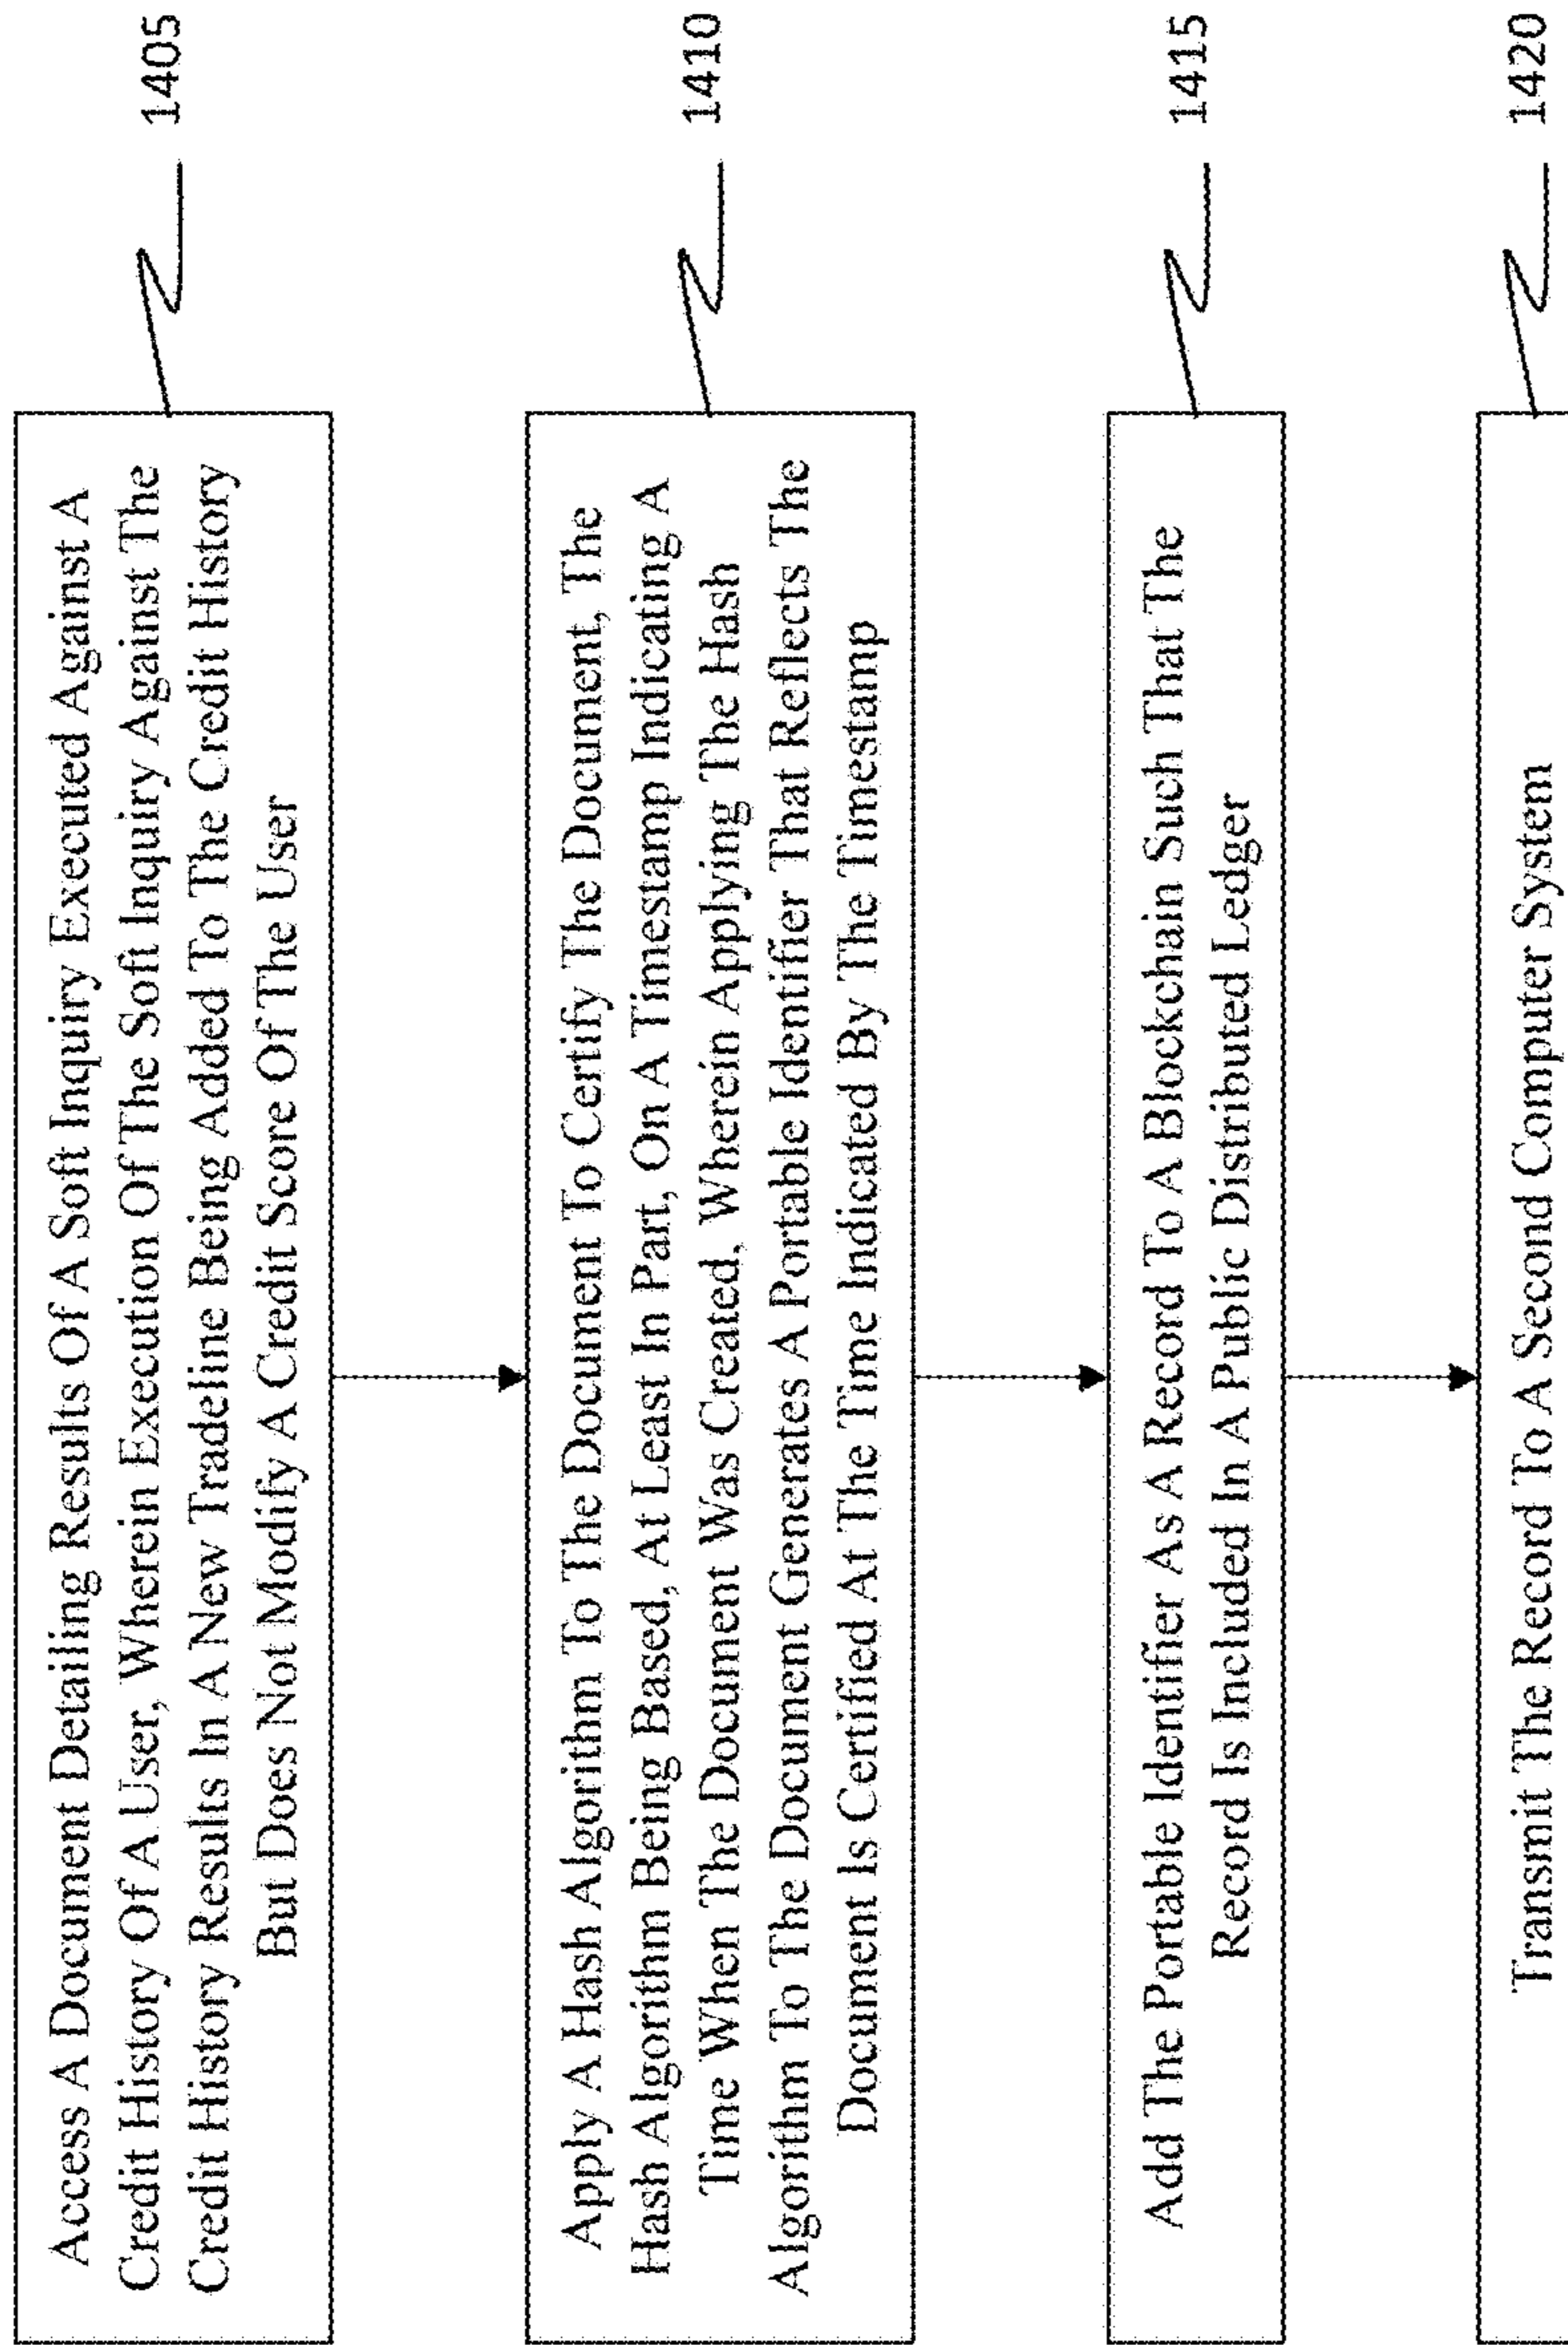 Access A Document Detailing Results Of A Soft Inquiry Executed Against A
Credit History Of A User, Wherein Execution Of The Soft Inquiry Against The
Credit History Results In A New Tradeline Being Added To The Credit History
But Does Not Modify A Credit Score Of The User
1405
Apply A Hash Algorithm To The Document To Certify The Document, The
Hash Algorithm Being Based, At Least In Part, On A Timestamp Indicating A
Time When The Document Was Created, Wherein Applying The Hash
Algorithm To The Document Generates A Portable Identifier That Reflects The
Document Is Certified At The Time Indicated By The Timestamp
1410
Add The Portable Identifier As A Record To A Blockchain Such That The
Record Is Included In A Public Distributed Ledger
1415
Transmit The Record To A Second Computer System
1420